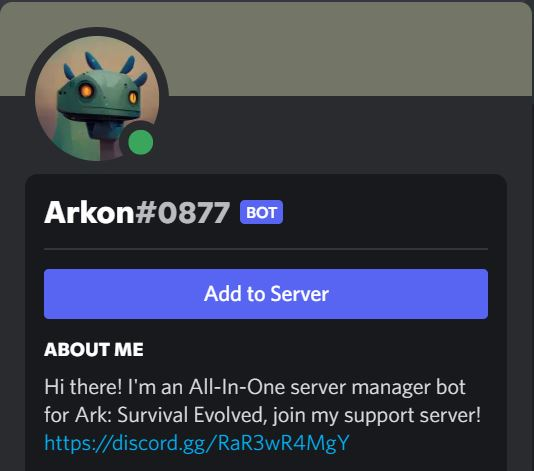 Arkon#0877 BOT
Add to Server
ABOUT ME
Hi there! I'm an All-In-One server manager bot
for Ark: Survival Evolved, join my support server!
https://discord.gg/RaR3wR4MgY